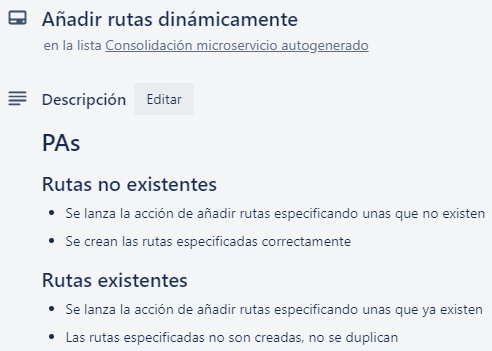 Añadir rutas dinámicamente
en la lista Consolidación microservicio autogenerado
Descripción Editar
PAs
Rutas no existentes
• Se lanza la acción de añadir rutas especificando unas que no existen
• Se crean las rutas especificadas correctamente
Rutas existentes
• Se lanza la acción de añadir rutas especificando unas que ya existen
• Las rutas especificadas no son creadas, no se duplican